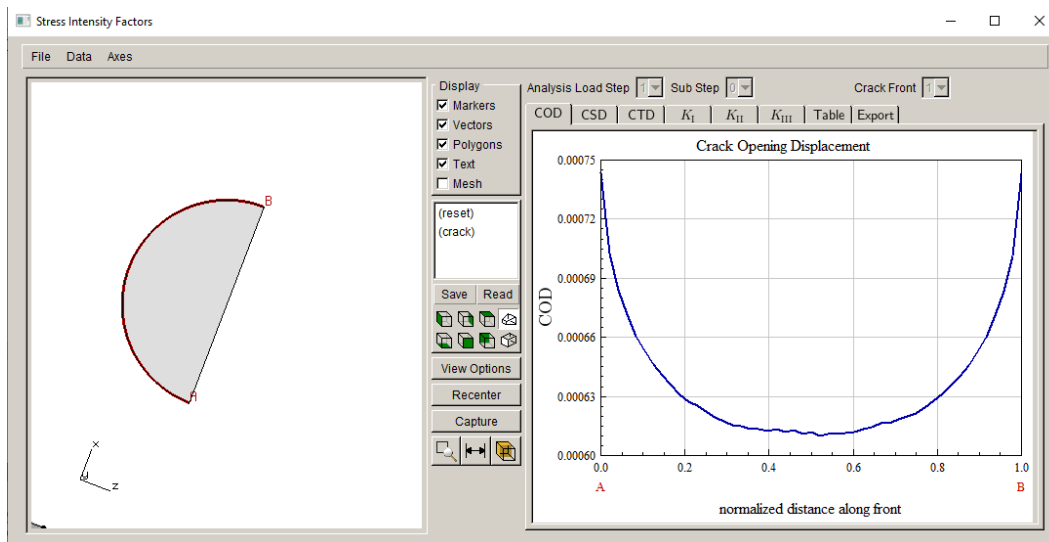 Stress Intensity Factors
File Data Axes
B
A
x
y
z
Display
Markers
Vectors
Polygons
Text
Mesh
(reset)
(crack)
Save Read
View Options
Recenter
Capture
Analysis Load Step 1 Sub Step 0 Crack Front 1
COD CSD CTD KI KII KIII Table Export
Crack Opening Displacement
0.00075
0.00072
0.00069
0.00066
0.00063
0.00060
COD
0.0 0.2 0.4 0.6 0.8 1.0
A B
normalized distance along front